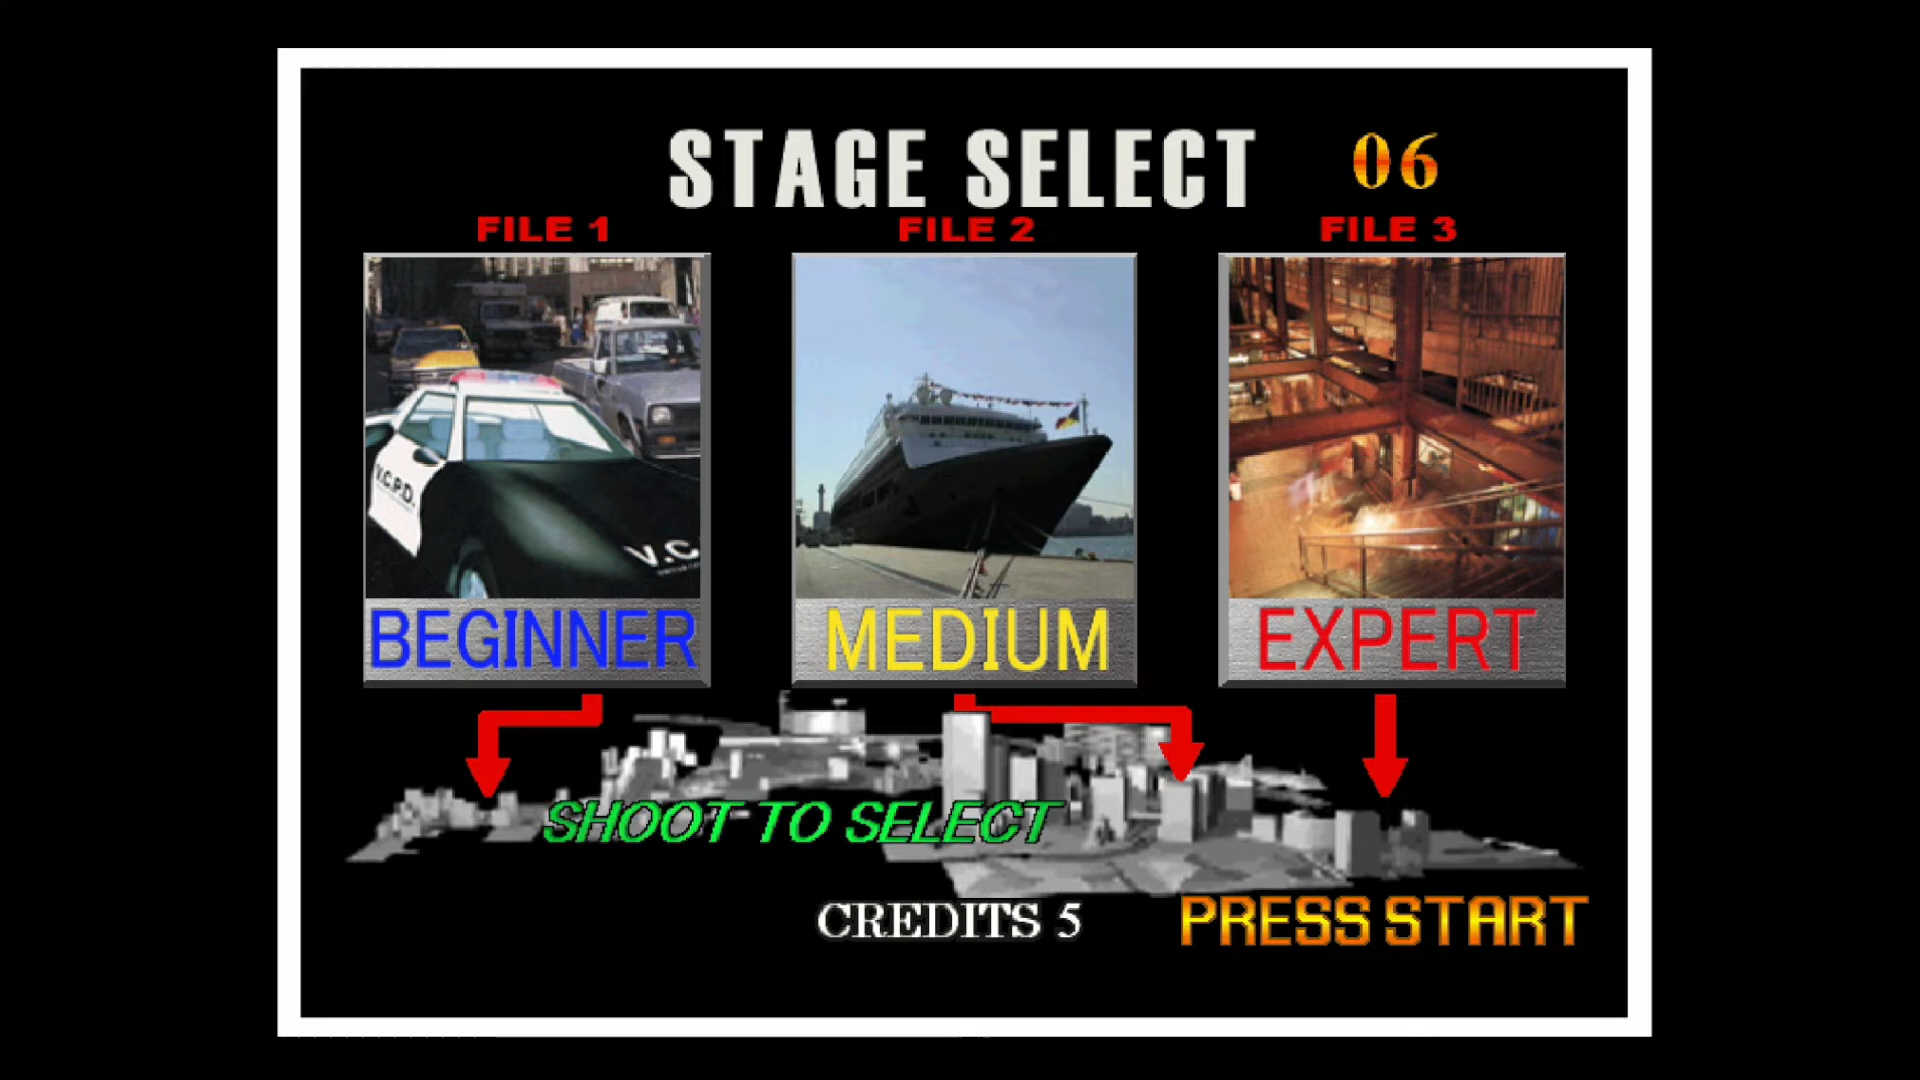 STAGE SELECT 06
FILE 1 FILE 2 FILE 3
V.C.P.D.
V.C
BEGINNER MEDIUM EXPERT
SHOOT TO SELECT
CREDITS 5 PRESS START